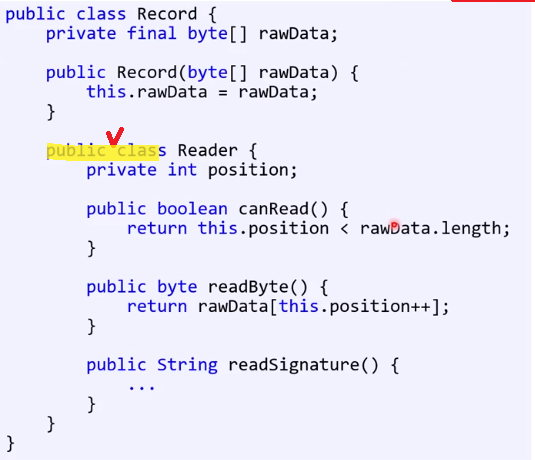 public class Record {
    private final byte[] rawData;
    public Record(byte[] rawData) {
        this.rawData = rawData;
    }
    public class Reader {
        private int position;
        public boolean canRead() {
            return this.position < rawData.length;
        }
        public byte readByte() {
            return rawData[this.position++];
        }
        public String readSignature() {
            ...
        }
    }
}